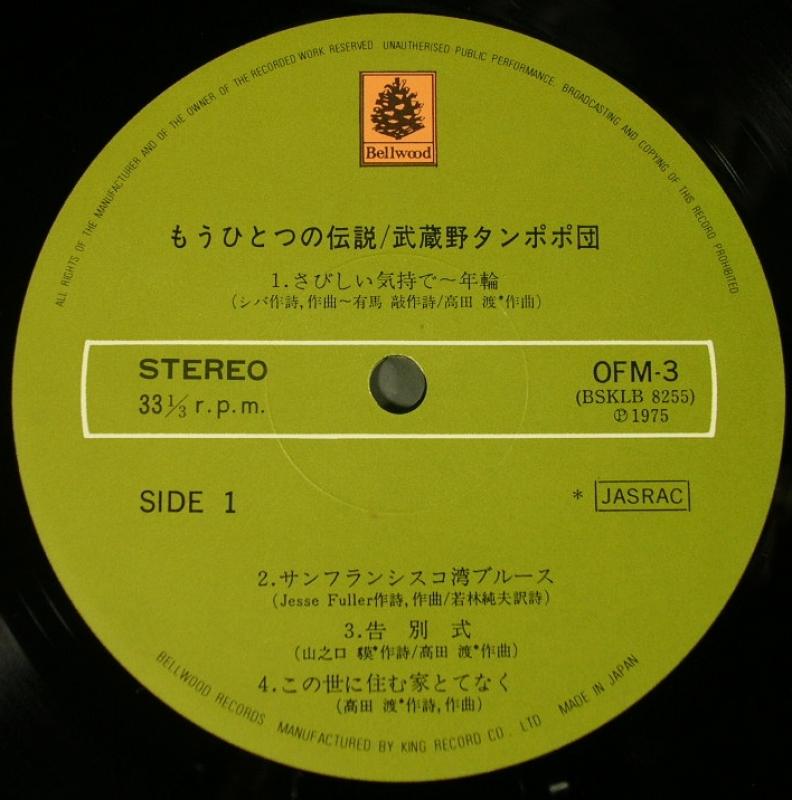 ALL RIGHTS OF THE MANUFACTURER AND OF THE OWNER OF THE RECORDED WORK RESERVED. UNAUTHORISED PUBLIC PERFORMANCE, BROADCASTING AND COPYING OF THIS RECORD PROHIBITED
Bellwood
もうひとつの伝説/武蔵野タンポポ団
1.さびしい気持で〜年輪
(シバ作詩,作曲〜有馬 敲作詩/高田 渡*作曲)
STEREO
33⅓ r.p.m.
OFM-3
(BSKLB 8255)
℗1975
SIDE 1
* JASRAC
2.サンフランシスコ湾ブルース
(Jesse Fuller作詩,作曲/若林純夫訳詩)
3.告別式
(山之口 貘*作詩/高田 渡*作曲)
4.この世に住む家とてなく
(高田 渡*作詩,作曲)
BELLWOOD RECORDS MANUFACTURED BY KING RECORD CO., LTD. MADE IN JAPAN